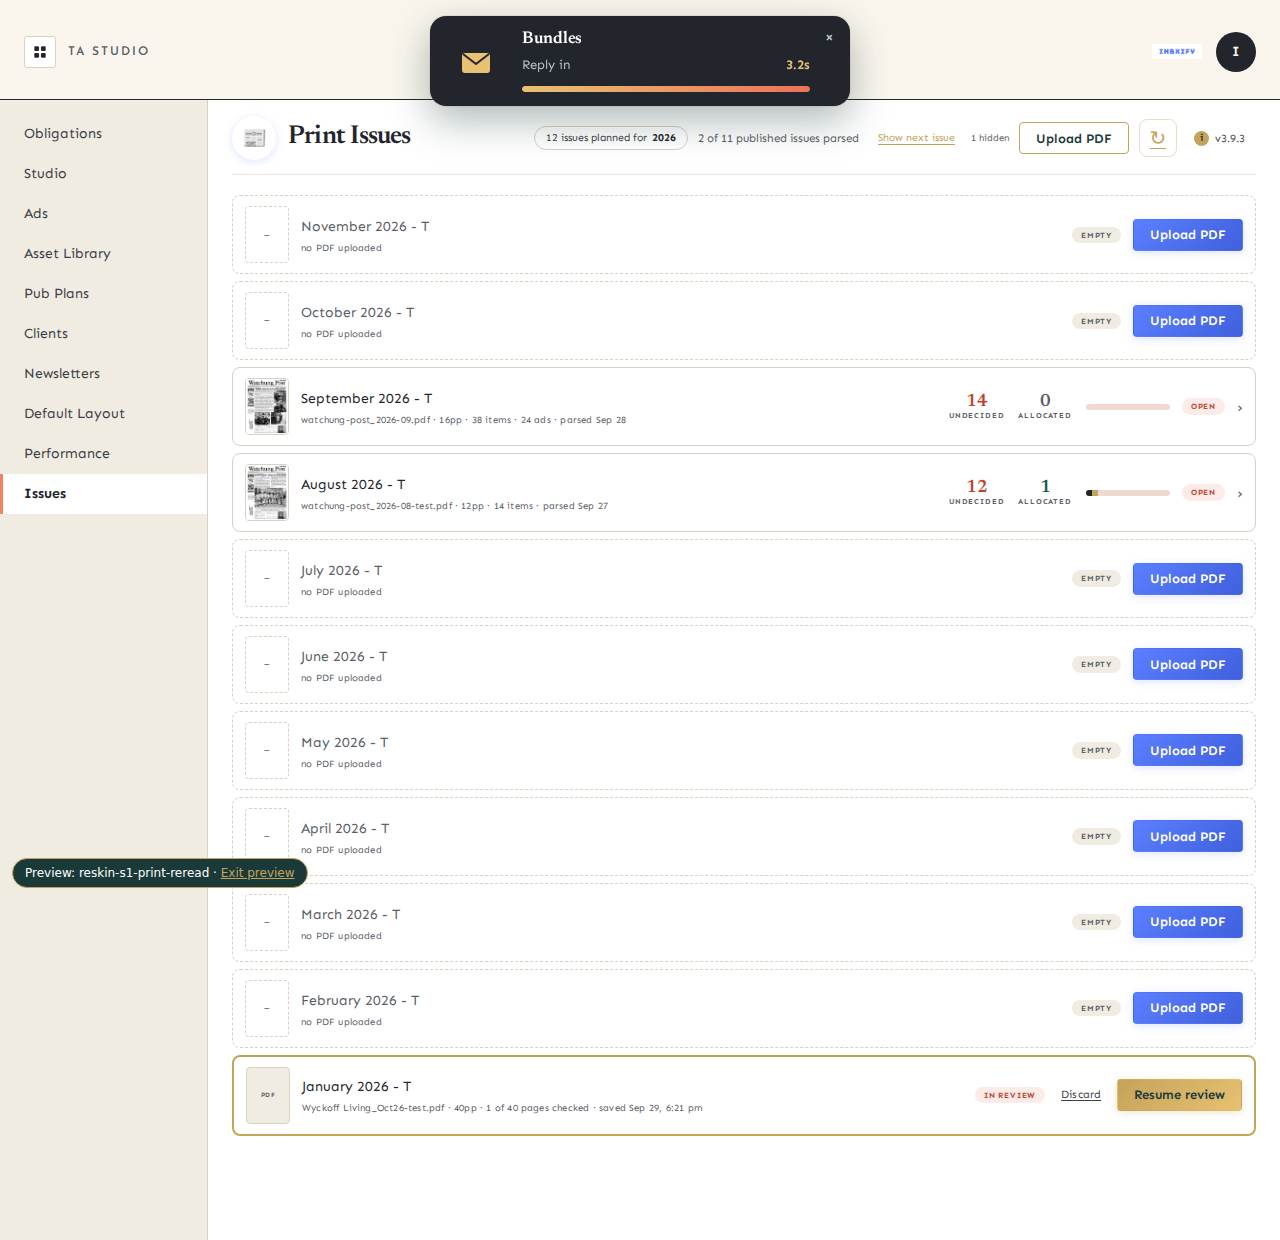 TA STUDIO
Bundles
×
Reply in 3.2s
INBXIFY
I
Obligations
Studio
Ads
Asset Library
Pub Plans
Clients
Newsletters
Default Layout
Performance
Issues
Print Issues
12 issues planned for 2026
2 of 11 published issues parsed
Show next issue
1 hidden
Upload PDF
↻
i v3.9.3
– November 2026 - T
no PDF uploaded
EMPTY
Upload PDF
– October 2026 - T
no PDF uploaded
EMPTY
Upload PDF
Watchung Post
September 2026 - T
watchung-post_2026-09.pdf · 16pp · 38 items · 24 ads · parsed Sep 28
14 UNDECIDED
0 ALLOCATED
OPEN ›
Watchung Post
August 2026 - T
watchung-post_2026-08-test.pdf · 12pp · 14 items · parsed Sep 27
12 UNDECIDED
1 ALLOCATED
OPEN ›
– July 2026 - T
no PDF uploaded
EMPTY
Upload PDF
– June 2026 - T
no PDF uploaded
EMPTY
Upload PDF
– May 2026 - T
no PDF uploaded
EMPTY
Upload PDF
– April 2026 - T
no PDF uploaded
EMPTY
Upload PDF
Preview: reskin-s1-print-reread · Exit preview
– March 2026 - T
no PDF uploaded
EMPTY
Upload PDF
– February 2026 - T
no PDF uploaded
EMPTY
Upload PDF
PDF
January 2026 - T
Wyckoff Living_Oct26-test.pdf · 40pp · 1 of 40 pages checked · saved Sep 29, 6:21 pm
IN REVIEW
Discard
Resume review